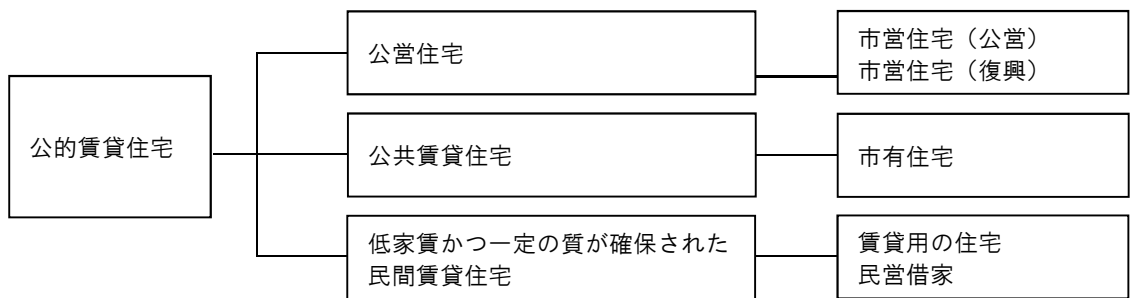 公的賃貸住宅
公営住宅
市営住宅（公営）
市営住宅（復興）
公共賃貸住宅
市有住宅
低家賃かつ一定の質が確保された
民間賃貸住宅
賃貸用の住宅
民営借家